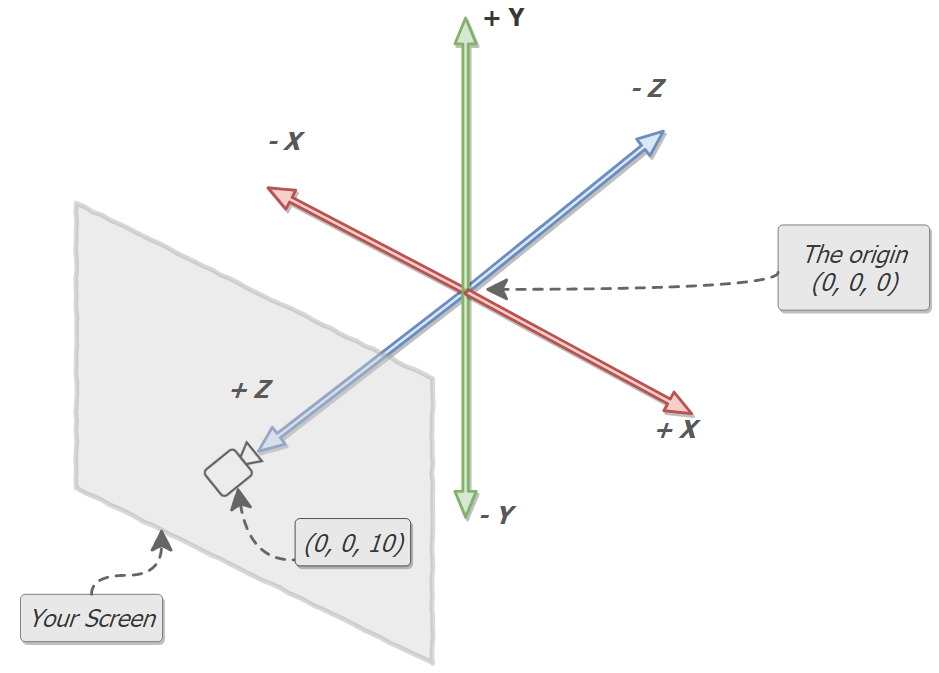 + Y
- Z
- X
The origin
(0, 0, 0)
+ Z
+ X
- Y
(0, 0, 10)
Your Screen